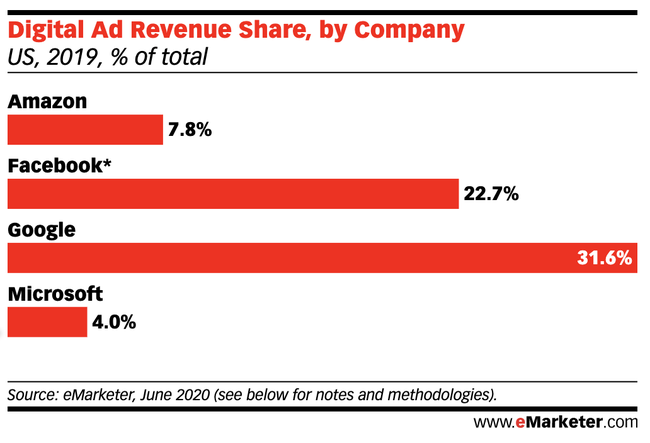 Digital Ad Revenue Share, by Company
US, 2019, % of total
Amazon
7.8%
Facebook*
22.7%
Google
31.6%
Microsoft
4.0%
Source: eMarketer, June 2020 (see below for notes and methodologies).
www.eMarketer.com